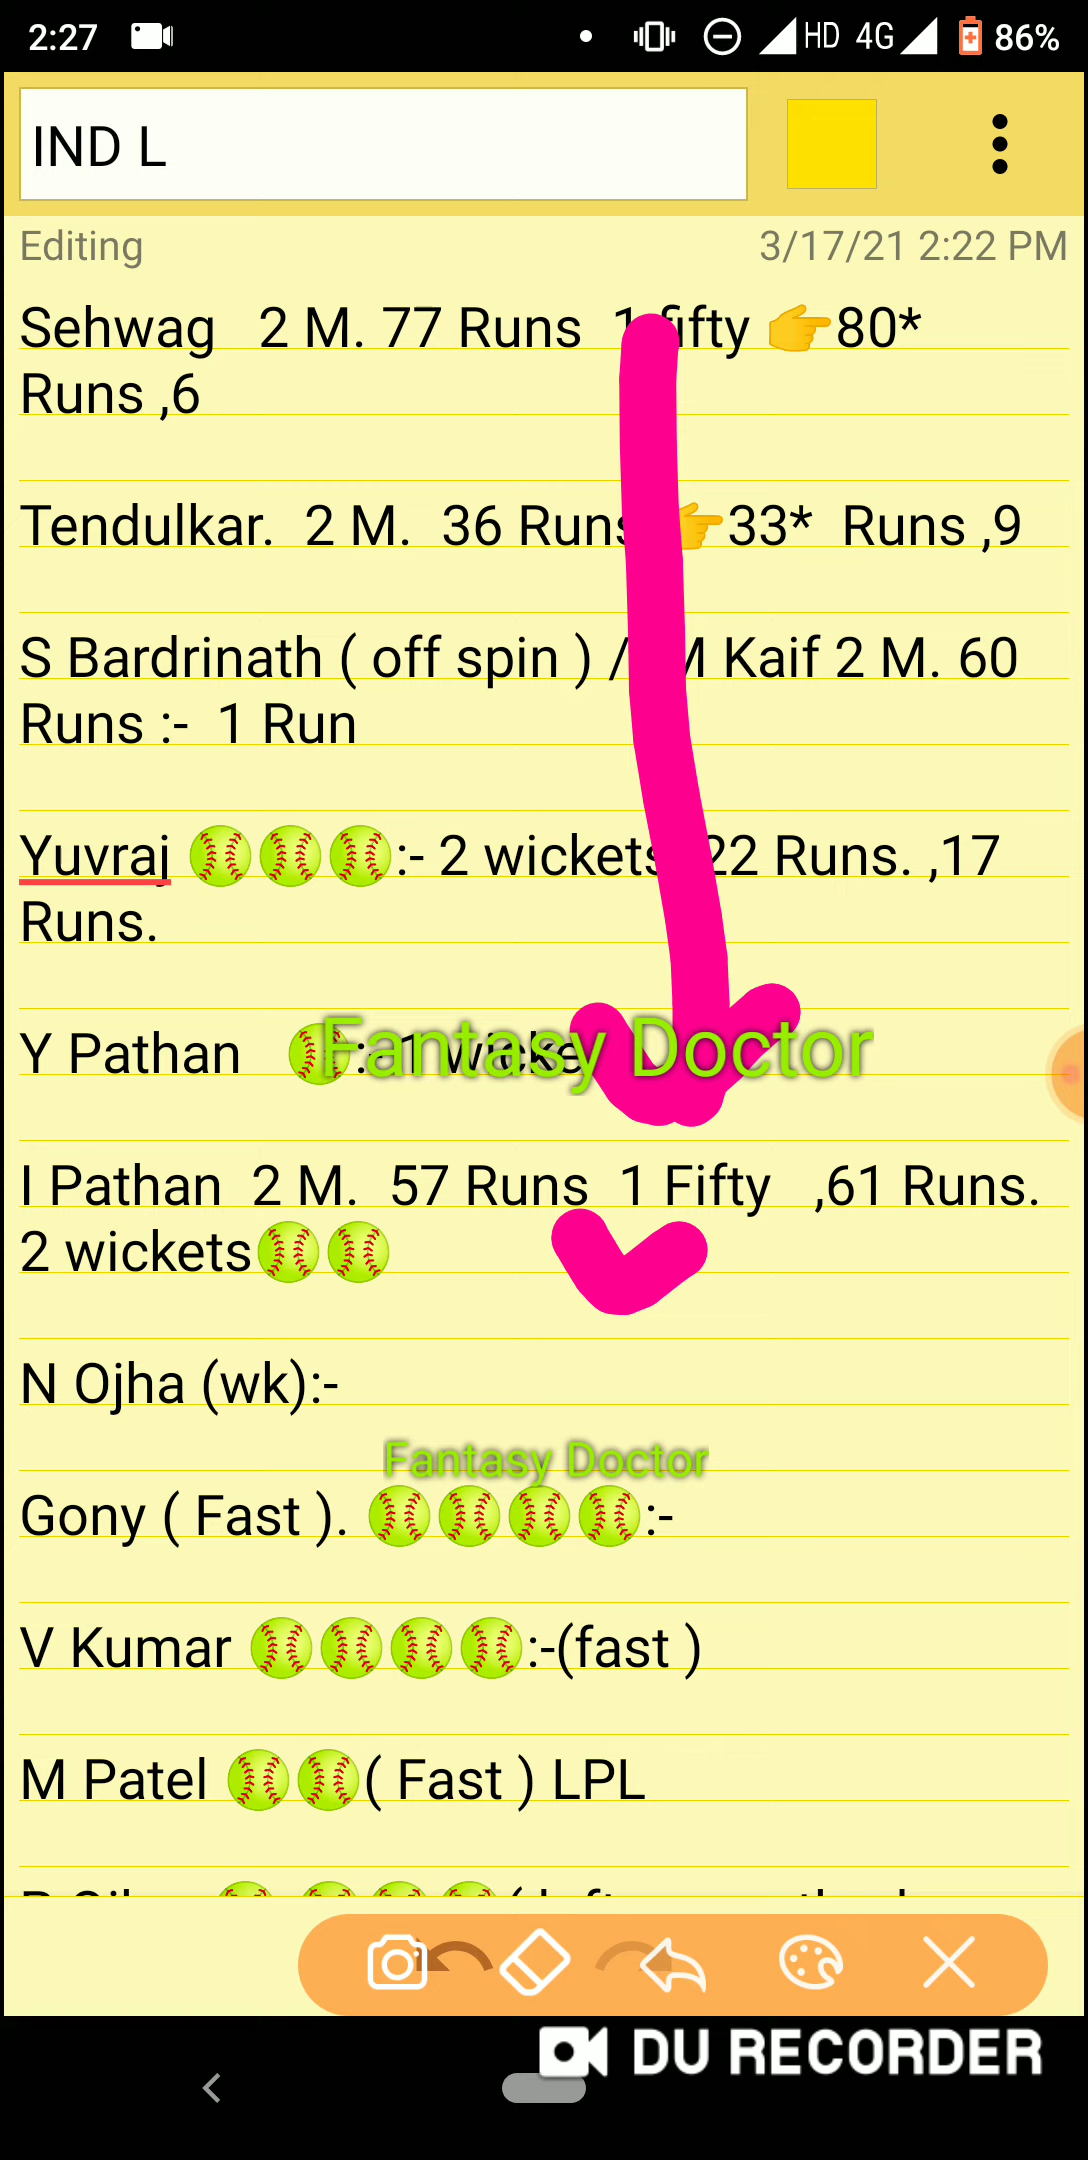 2:27 HD 4G 86%
IND L
Editing 3/17/21 2:22 PM
Sehwag 2 M. 77 Runs 1 fifty 👉80*
Runs ,6
Tendulkar. 2 M. 36 Runs 👉33* Runs ,9
S Bardrinath ( off spin ) / M Kaif 2 M. 60
Runs :- 1 Run
Yuvraj 🥎🥎🥎:- 2 wickets 22 Runs. ,17
Runs.
Y Pathan 🥎:- 1
Fantasy Doctor
I Pathan 2 M. 57 Runs 1 Fifty ,61 Runs.
2 wickets🥎🥎
N Ojha (wk):-
Fantasy Doctor
Gony ( Fast ). 🥎🥎🥎🥎:-
V Kumar 🥎🥎🥎🥎:-(fast )
M Patel 🥎🥎( Fast ) LPL
DU RECORDER